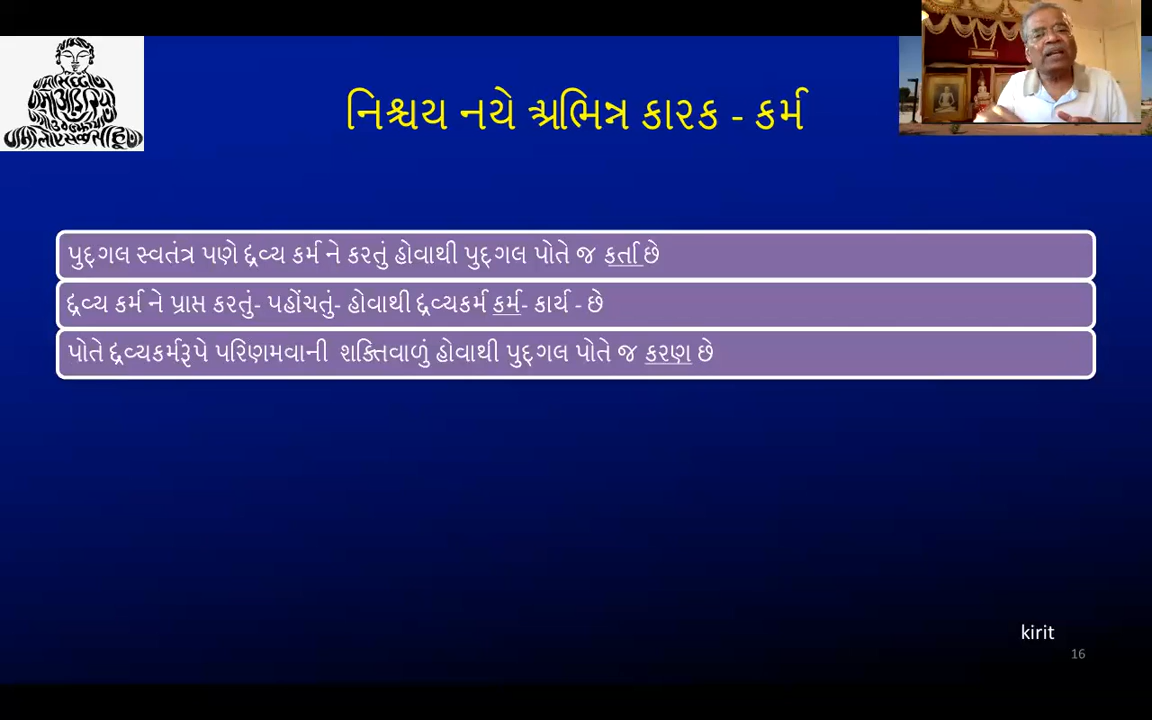 નિશ્ચય નયે અભિન્ન કારક - કર્મ
પુદ્ગલ સ્વતંત્ર પણે દ્રવ્ય કર્મ ને કરતું હોવાથી પુદ્ગલ પોતે જ કર્તા છે
દ્રવ્ય કર્મ ને પ્રાપ્ત કરતું- પહોંચતું- હોવાથી દ્રવ્યકર્મ કર્મ- કાર્ય - છે
પોતે દ્રવ્યકર્મરૂપે પરિણમવાની શક્તિવાળું હોવાથી પુદ્ગલ પોતે જ કરણ છે
kirit
16